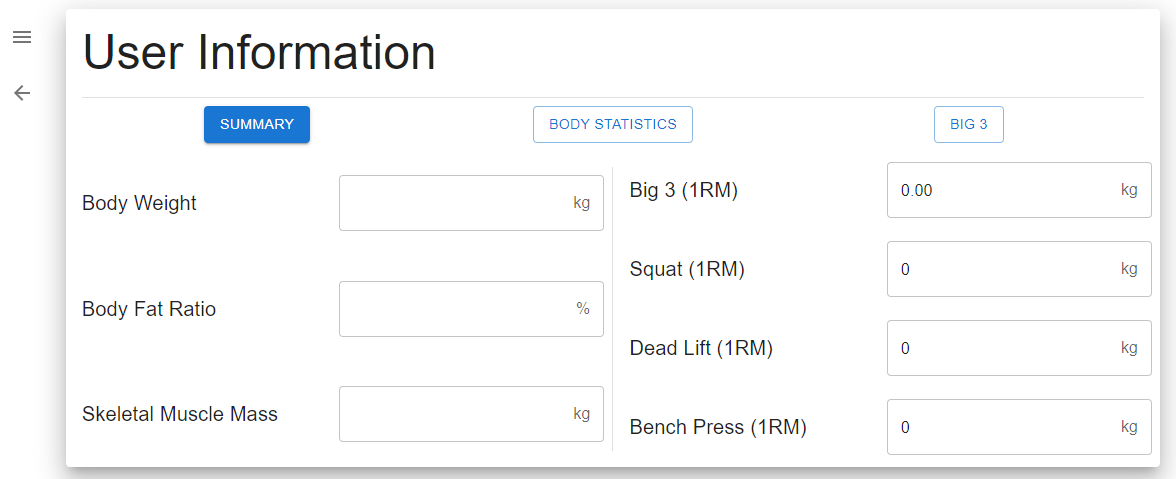 User Information
SUMMARY
BODY STATISTICS
BIG 3
Body Weight
kg
Body Fat Ratio
%
Skeletal Muscle Mass
kg
Big 3 (1RM)
0.00 kg
Squat (1RM)
0 kg
Dead Lift (1RM)
0 kg
Bench Press (1RM)
0 kg